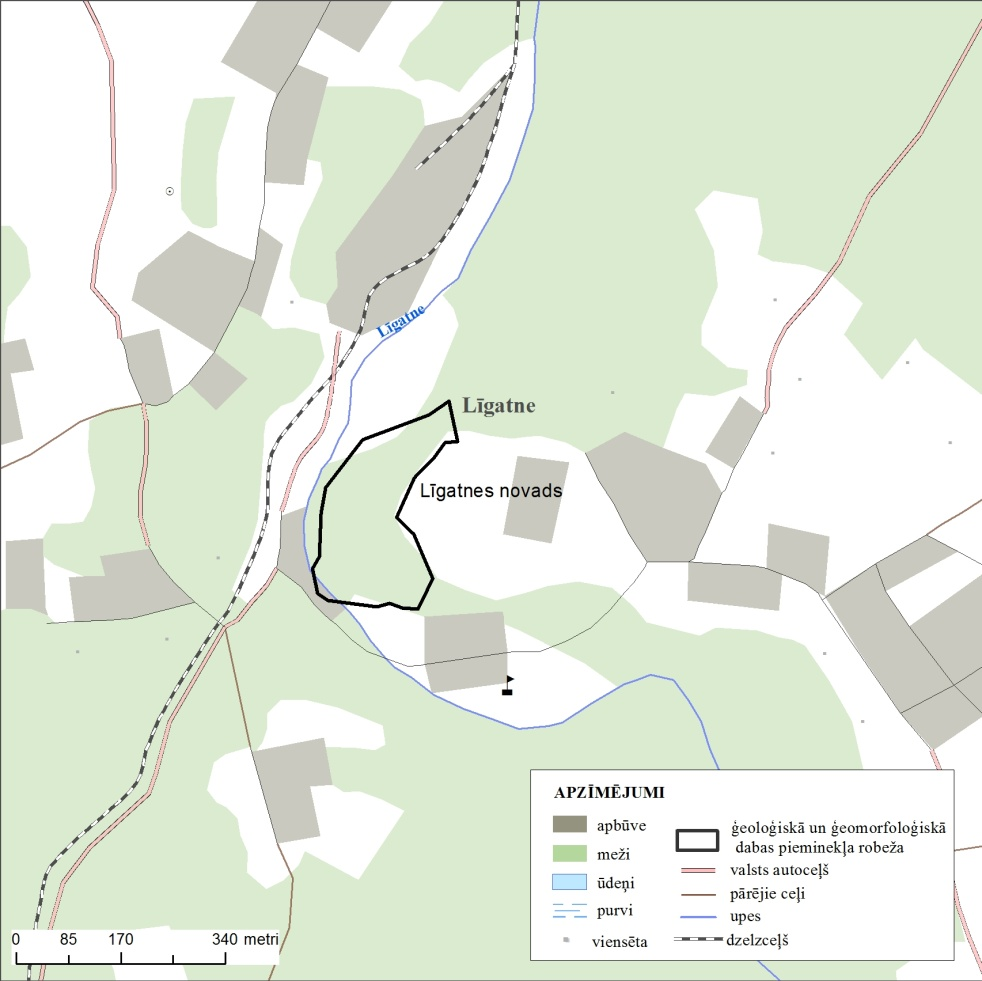 Līgatne
Līgatne
Līgatnes novads
APZĪMĒJUMI
apbūve
meži
ūdeņi
purvi
viensēta
ģeoloģiskā un ģeomorfoloģiskā
dabas pieminekļa robeža
valsts autoceļš
pārējie ceļi
upes
dzelzceļš
0 85 170 340 metri